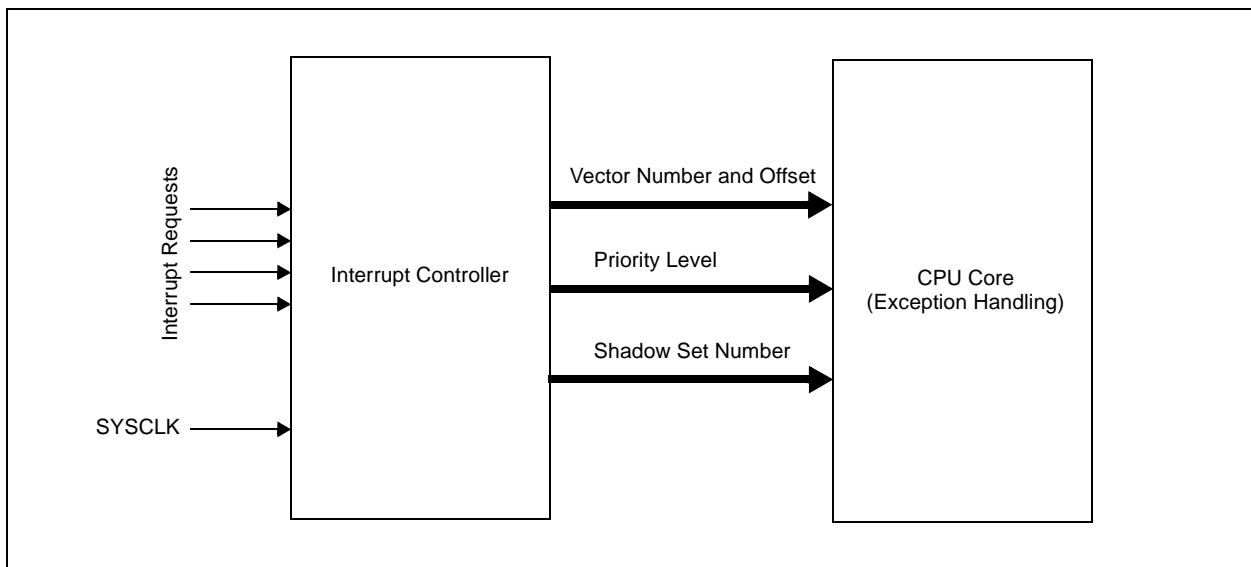 Interrupt Requests
SYSCLK
Interrupt Controller
Vector Number and Offset
Priority Level
Shadow Set Number
CPU Core
(Exception Handling)